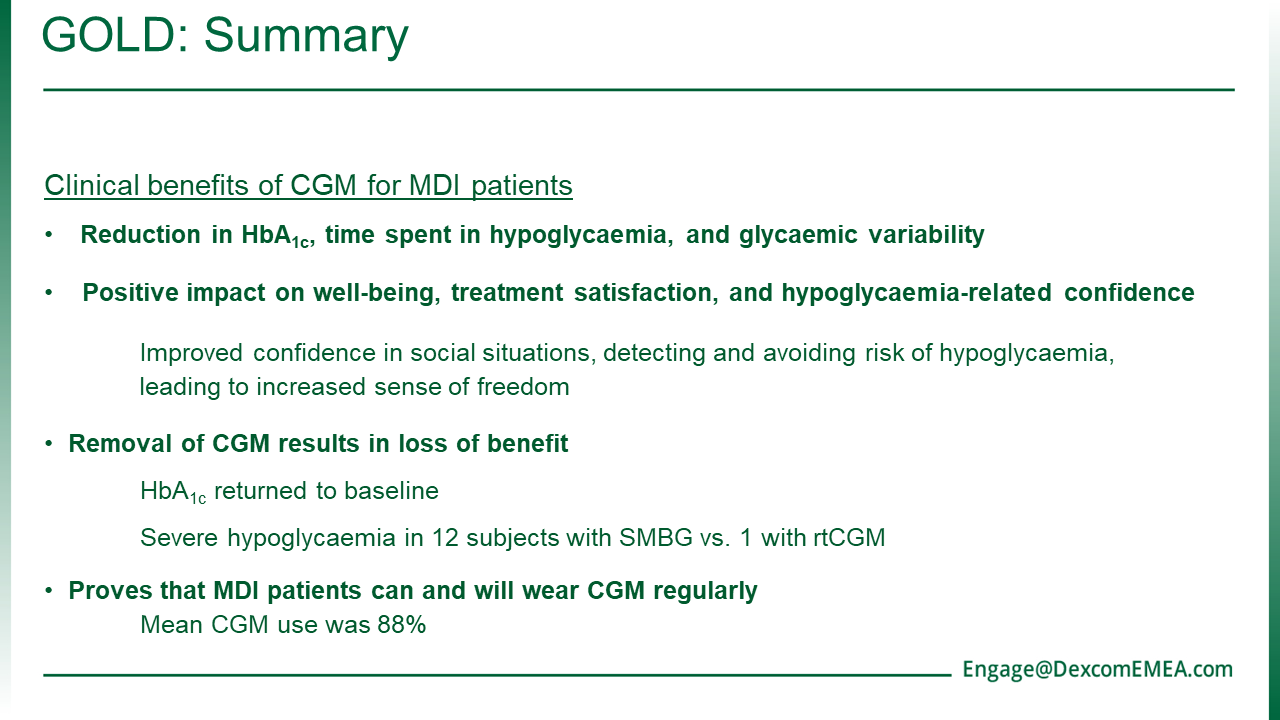 GOLD: Summary
Clinical benefits of CGM for MDI patients
• Reduction in HbA1c, time spent in hypoglycaemia, and glycaemic variability
• Positive impact on well-being, treatment satisfaction, and hypoglycaemia-related confidence
Improved confidence in social situations, detecting and avoiding risk of hypoglycaemia,
leading to increased sense of freedom
• Removal of CGM results in loss of benefit
HbA1c returned to baseline
Severe hypoglycaemia in 12 subjects with SMBG vs. 1 with rtCGM
• Proves that MDI patients can and will wear CGM regularly
Mean CGM use was 88%
Engage@DexcomEMEA.com